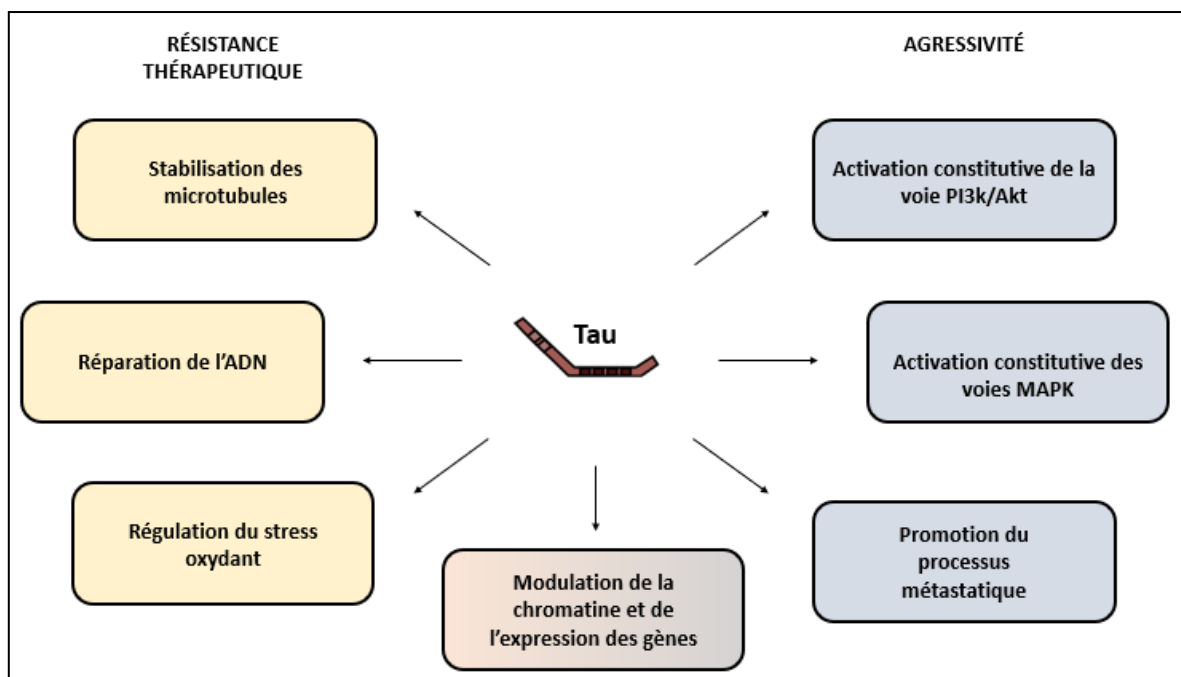 RÉSISTANCE
THÉRAPEUTIQUE
AGRESSIVITÉ
Stabilisation des
microtubules
Activation constitutive de la
voie PI3k/Akt
Tau
Réparation de l’ADN
Activation constitutive des
voies MAPK
Régulation du stress
oxydant
Modulation de la
chromatine et de
l’expression des gènes
Promotion du
processus
métastatique